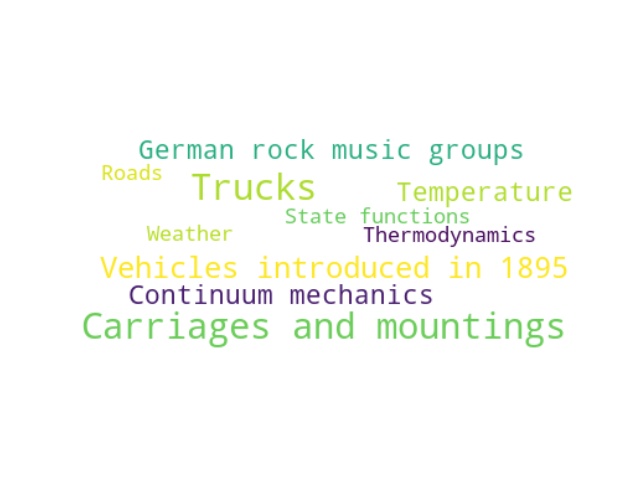 German rock music groups
Roads
Trucks
Temperature
State functions
Weather
Thermodynamics
Vehicles introduced in 1895
Continuum mechanics
Carriages and mountings